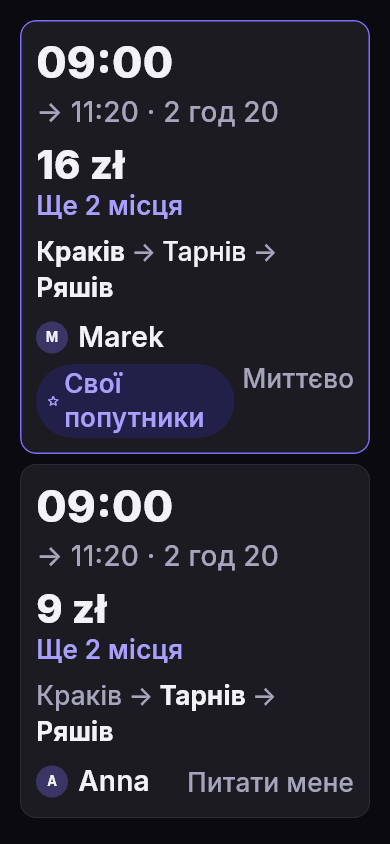 09:00
→ 11:20 · 2 год 20
16 zł
Ще 2 місця
Краків → Тарнів →
Ряшів
M Marek
Свої
попутники
Миттєво
09:00
→ 11:20 · 2 год 20
9 zł
Ще 2 місця
Краків → Тарнів →
Ряшів
A Anna Питати мене